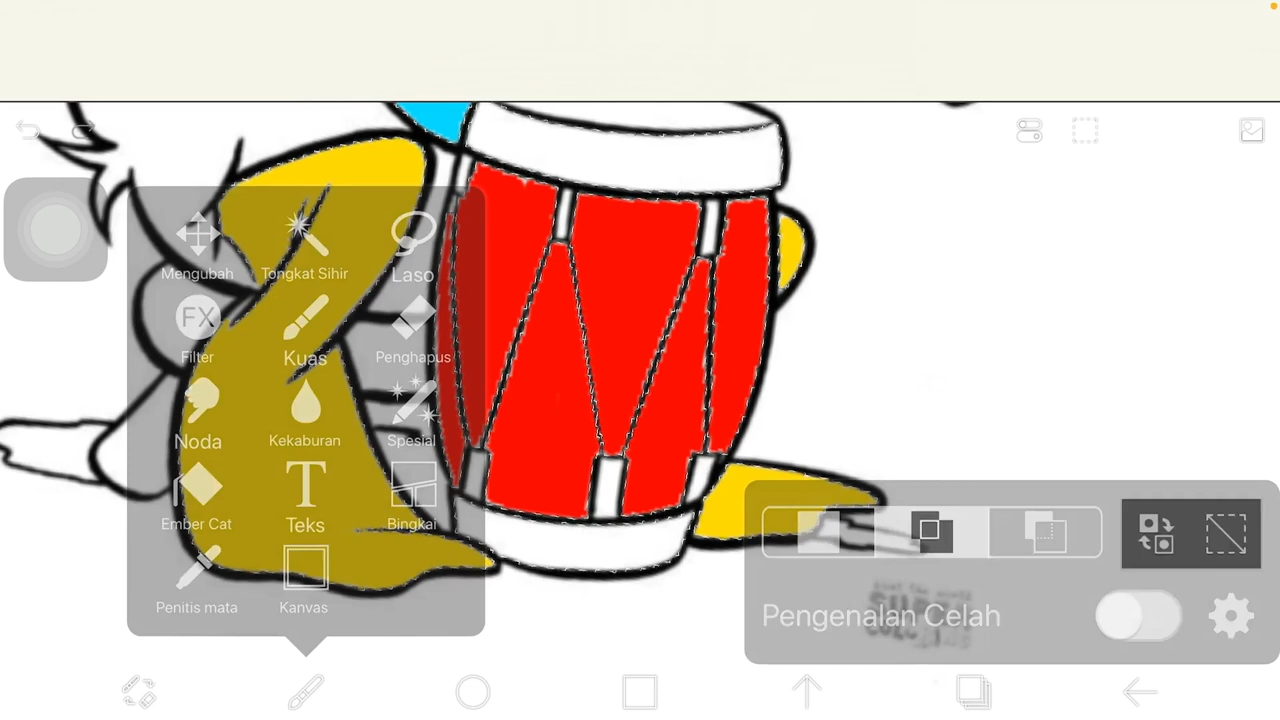 Mengubah
Tongkat Sihir
Laso
FX
Filter
Kuas
Penghapus
Noda
Kekaburan
Spesial
T
Ember Cat
Teks
Bingkai
Penitis mata
Kanvas
Pengenalan Celah